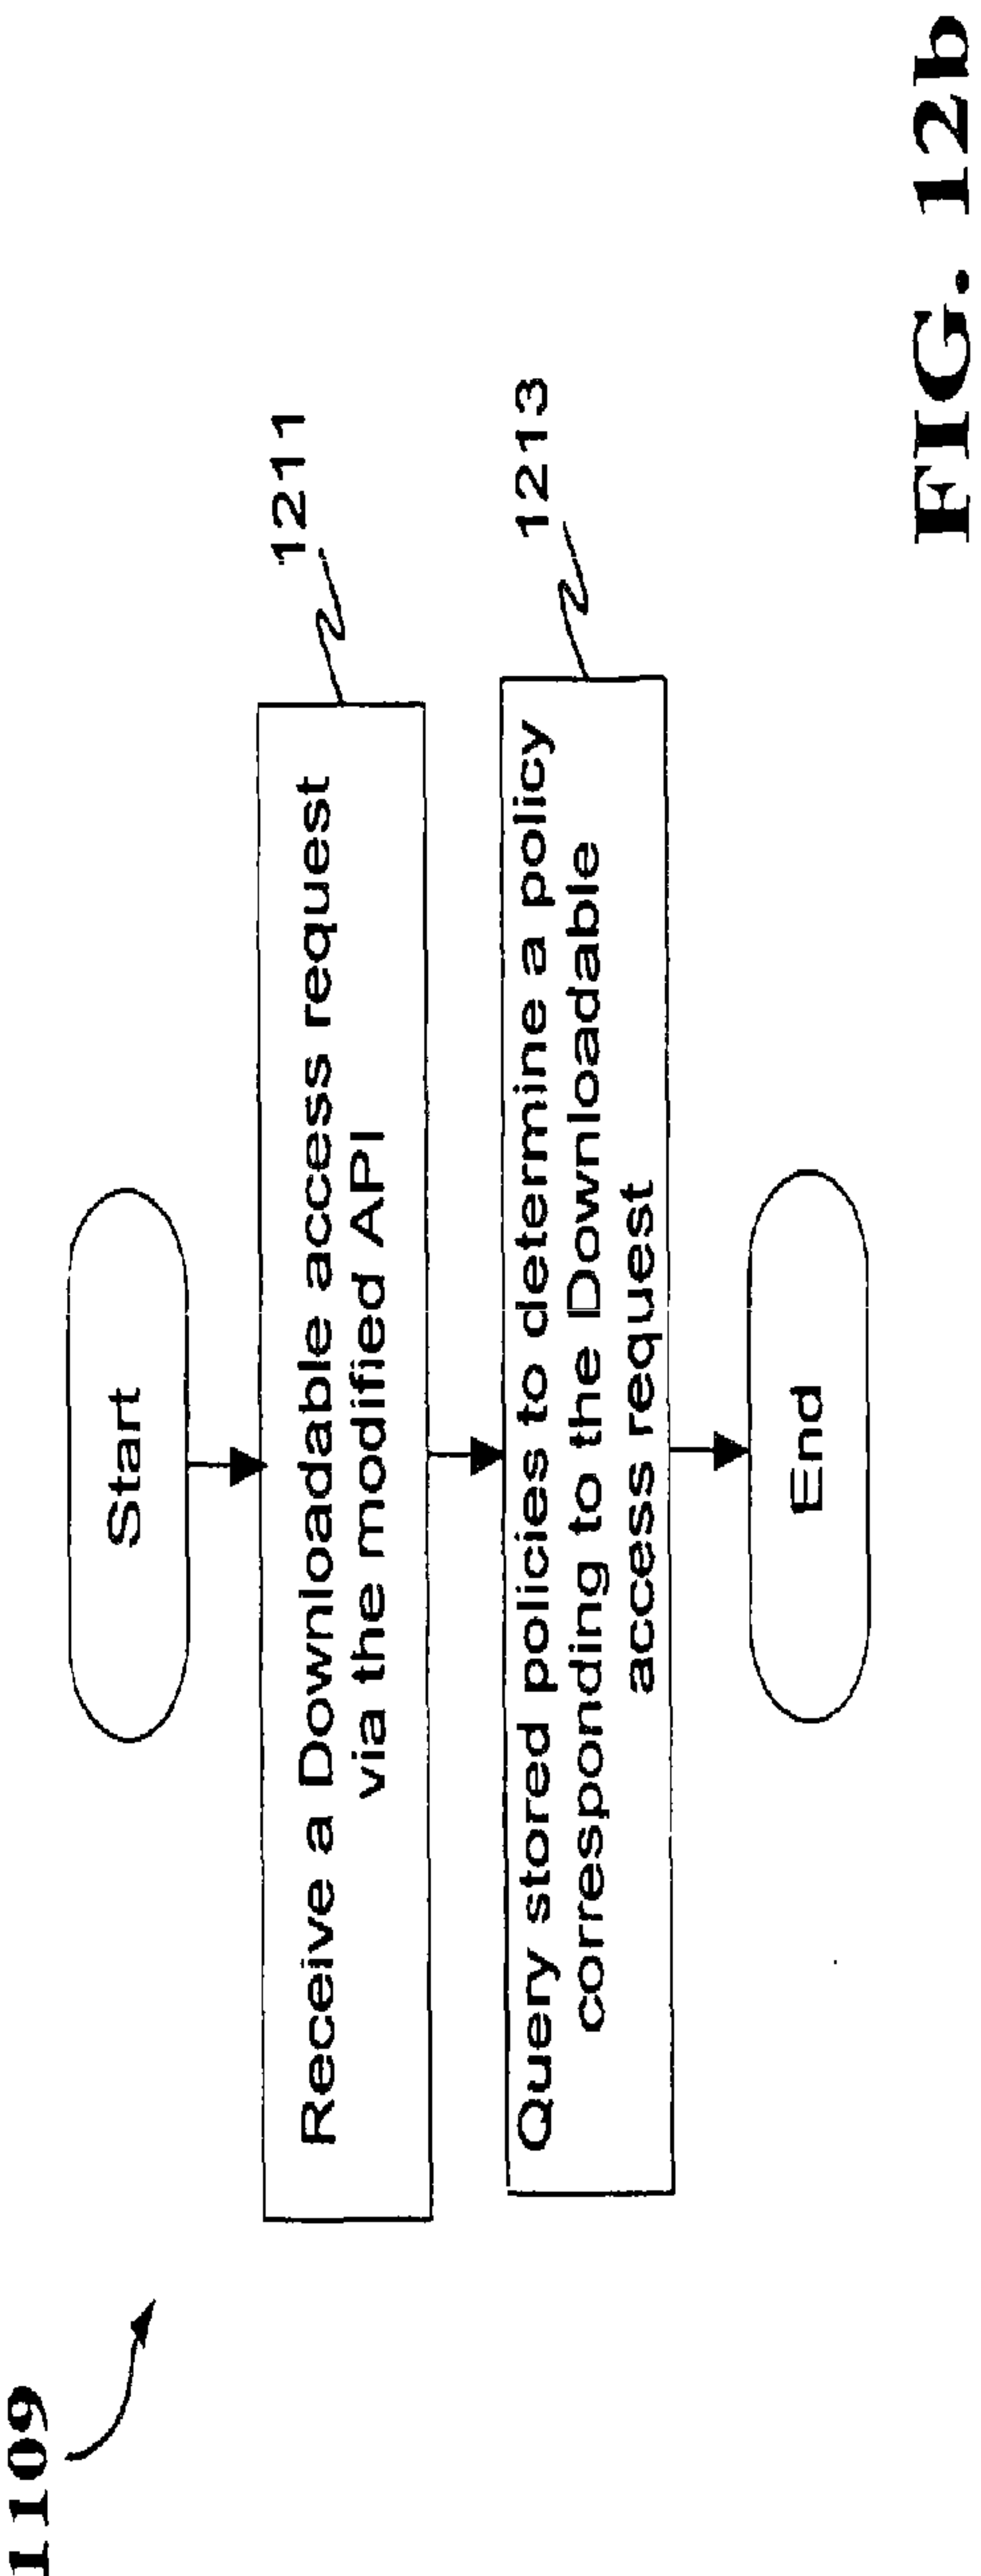 1109
Start
Receive a Downloadable access request
via the modified API
1211
Query stored policies to determine a policy
corresponding to the Downloadable
access request
1213
End
FIG. 12b